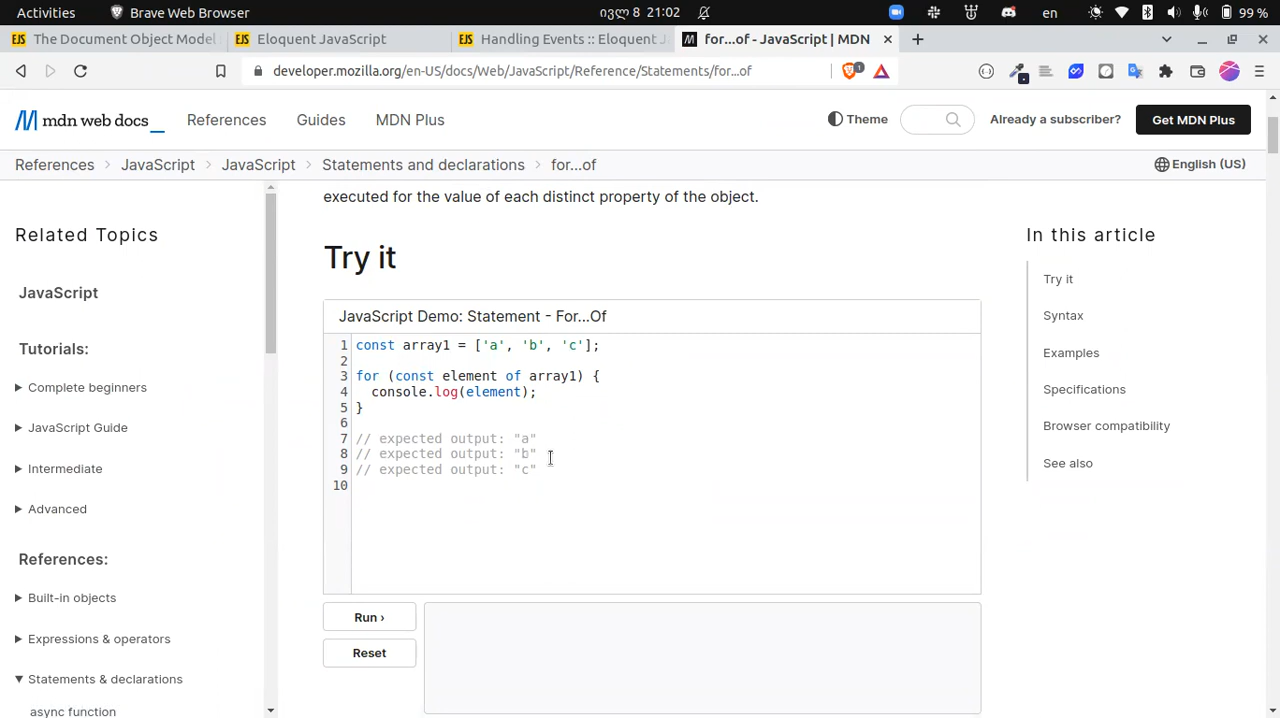 Activities
Brave Web Browser
ივლ 8 21:02
en
99 %
The Document Object Model
Eloquent JavaScript
Handling Events :: Eloquent J
for...of - JavaScript | MDN
developer.mozilla.org/en-US/docs/Web/JavaScript/Reference/Statements/for...of
1
mdn web docs
References
Guides
MDN Plus
Theme
Already a subscriber?
Get MDN Plus
References
JavaScript
JavaScript
Statements and declarations
for...of
English (US)
executed for the value of each distinct property of the object.
Related Topics
JavaScript
Tutorials:
Complete beginners
JavaScript Guide
Intermediate
Advanced
References:
Built-in objects
Expressions & operators
Statements & declarations
async function
Try it
JavaScript Demo: Statement - For...Of
1 const array1 = ['a', 'b', 'c'];
2
3 for (const element of array1) {
4 console.log(element);
5 }
6
7 // expected output: "a"
8 // expected output: "b"
9 // expected output: "c"
10
Run ›
Reset
In this article
Try it
Syntax
Examples
Specifications
Browser compatibility
See also